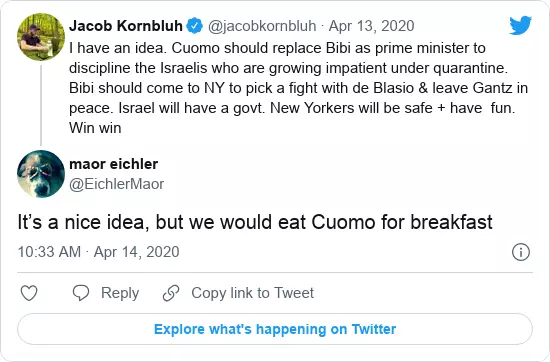 Jacob Kornbluh @jacobkornbluh · Apr 13, 2020
I have an idea. Cuomo should replace Bibi as prime minister to
discipline the Israelis who are growing impatient under quarantine.
Bibi should come to NY to pick a fight with de Blasio & leave Gantz in
peace. Israel will have a govt. New Yorkers will be safe + have  fun.
Win win
maor eichler
@EichlerMaor
It’s a nice idea, but we would eat Cuomo for breakfast
10:33 AM · Apr 14, 2020
Reply Copy link to Tweet
Explore what's happening on Twitter